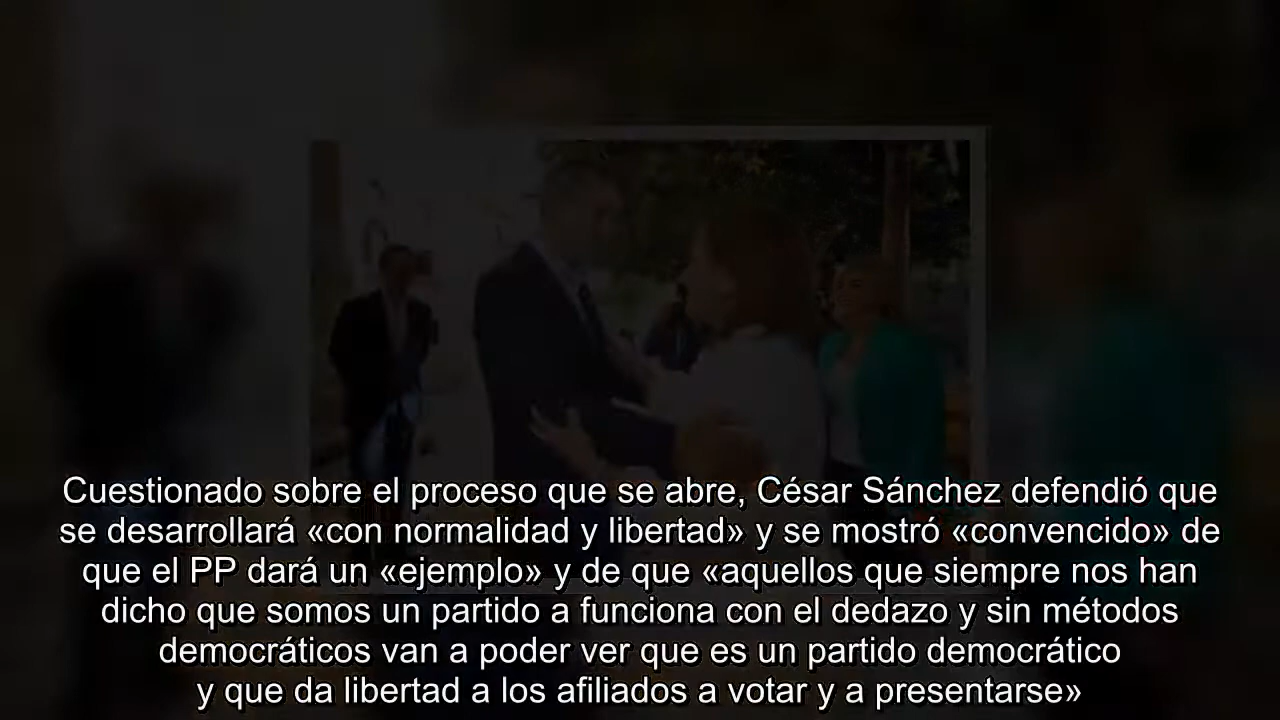 Cuestionado sobre el proceso que se abre, César Sánchez defendió que
se desarrollará «con normalidad y libertad» y se mostró «convencido» de
que el PP dará un «ejemplo» y de que «aquellos que siempre nos han
dicho que somos un partido a funciona con el dedazo y sin métodos
democráticos van a poder ver que es un partido democrático
y que da libertad a los afiliados a votar y a presentarse»